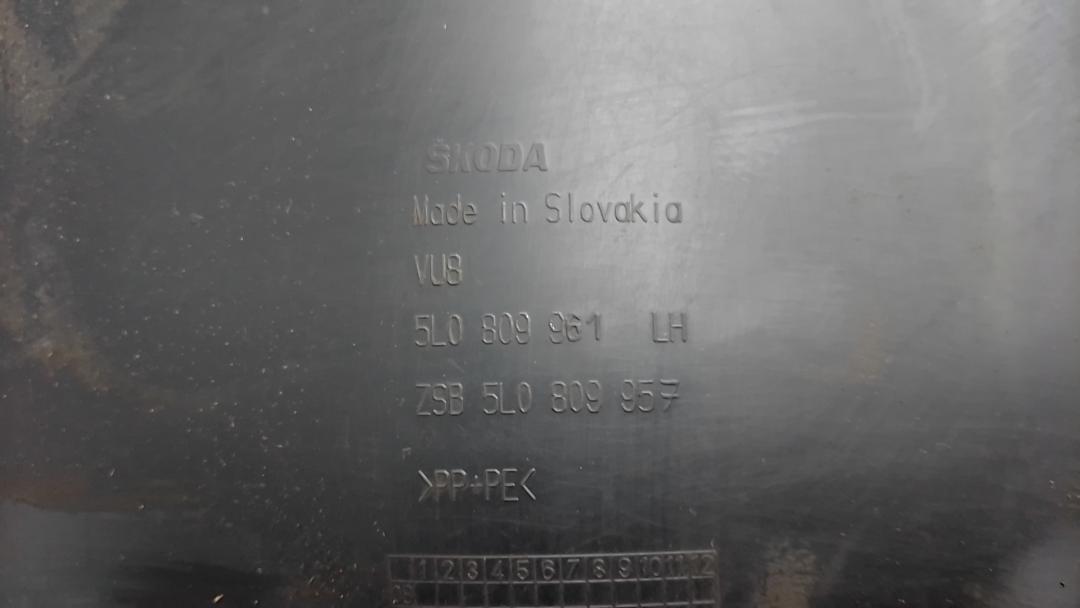 ŠKODA
Made in Slovakia
VU8
5L0 809 961 LH
ZSB 5L0 809 957
>PP+PE<
1 2 3 4 5 6 7 8 9 10 11 12